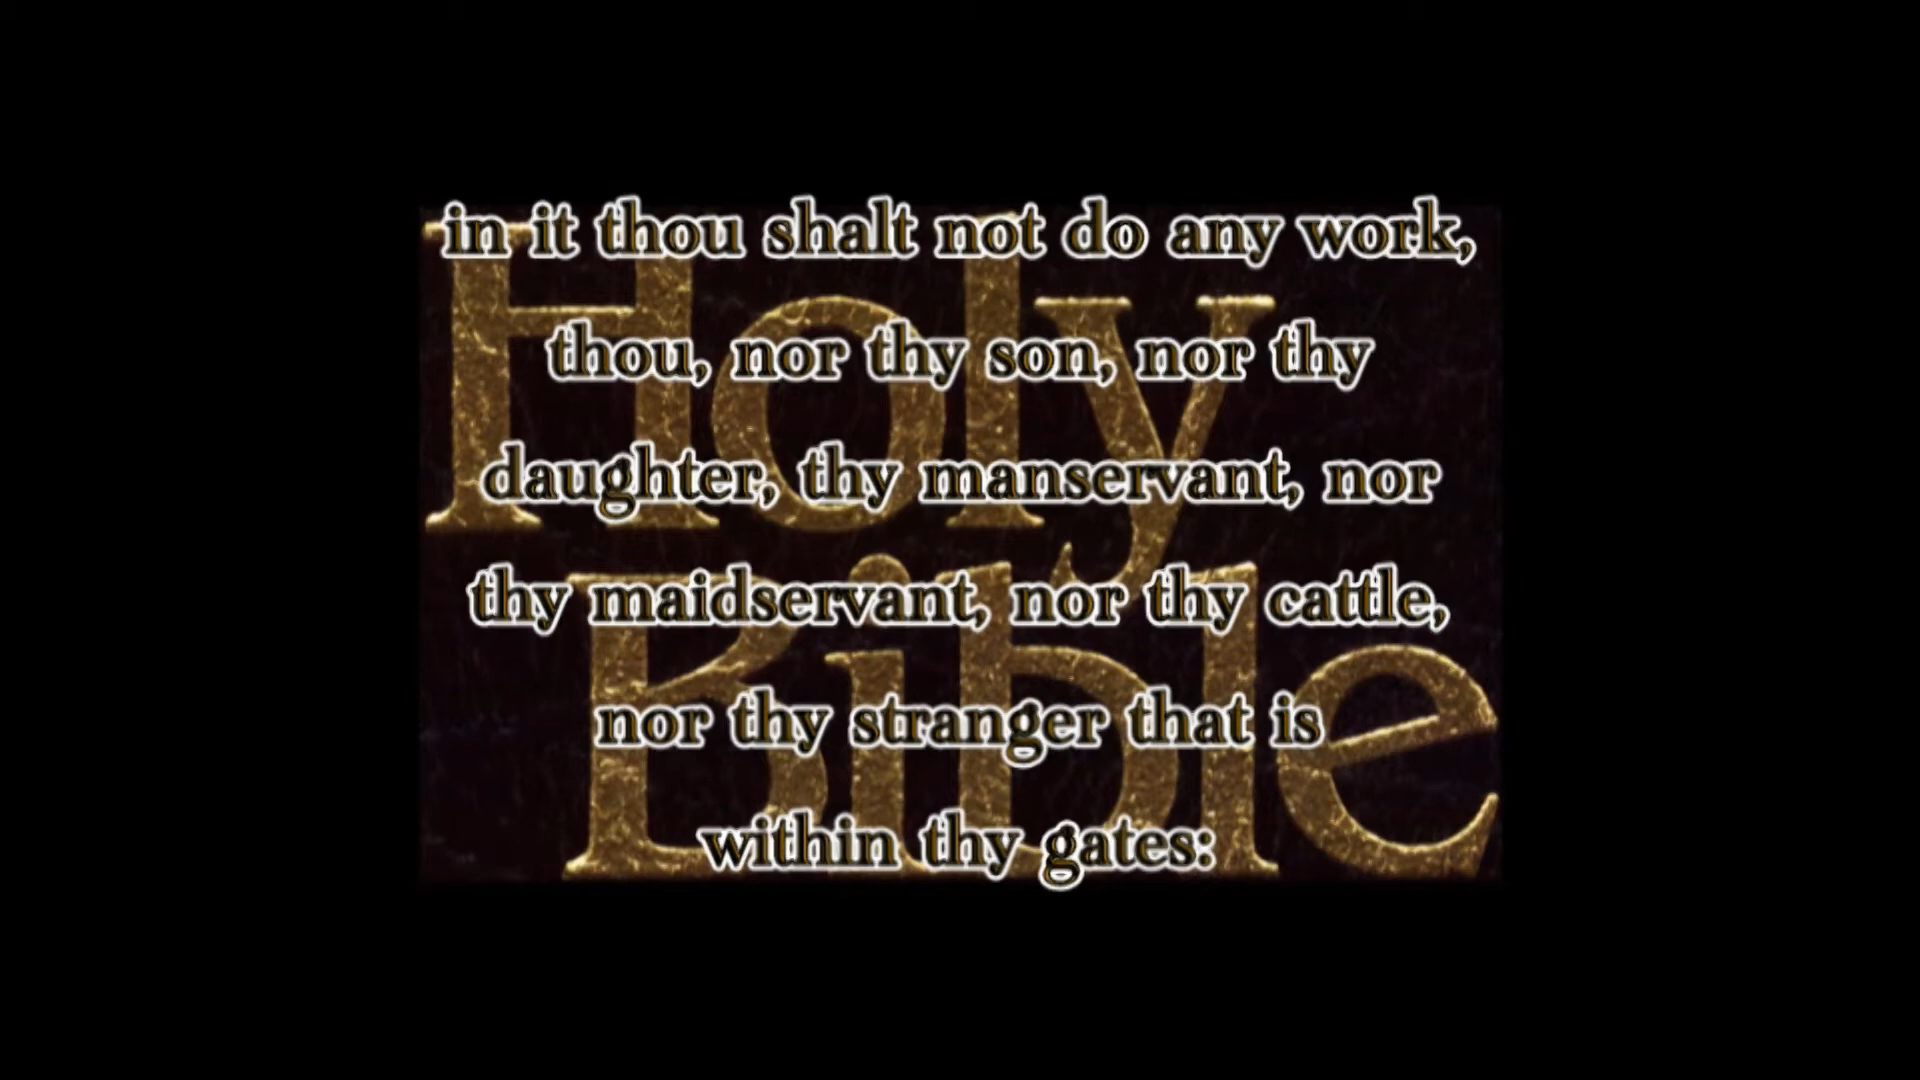 in it thou shalt not do any work,
thou, nor thy son, nor thy
daughter, thy manservant, nor
thy maidservant, nor thy cattle,
nor thy stranger that is
within thy gates:
Holy
Bible